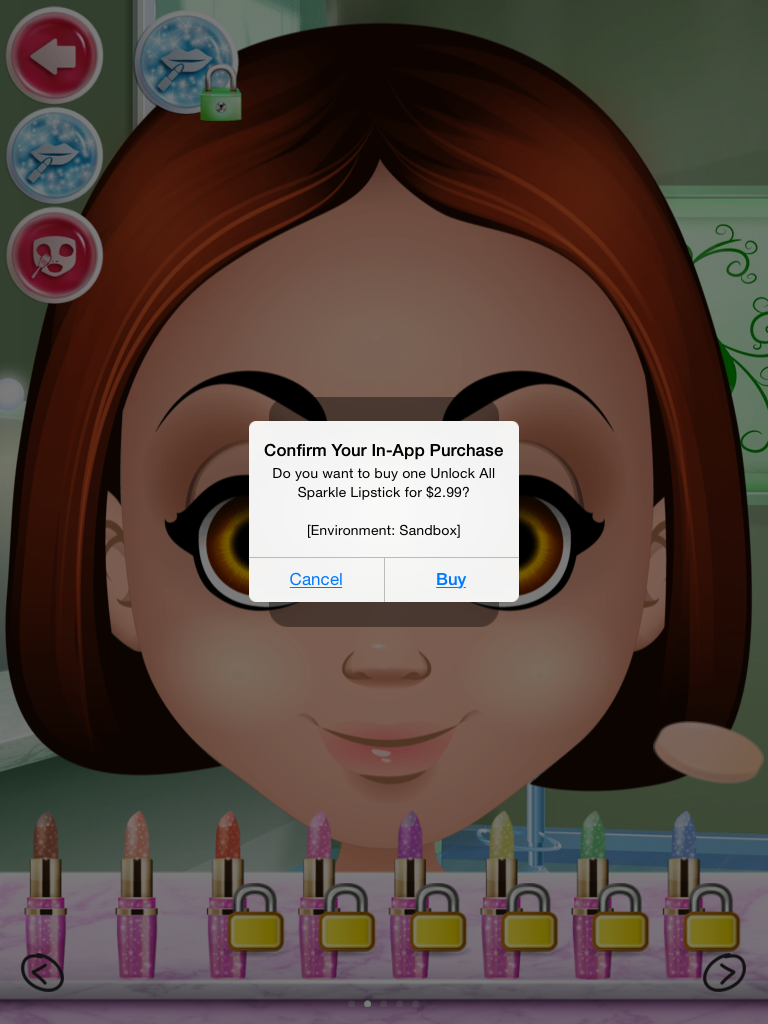 Confirm Your In-App Purchase
Do you want to buy one Unlock All
Sparkle Lipstick for $2.99?
[Environment: Sandbox]
Cancel
Buy